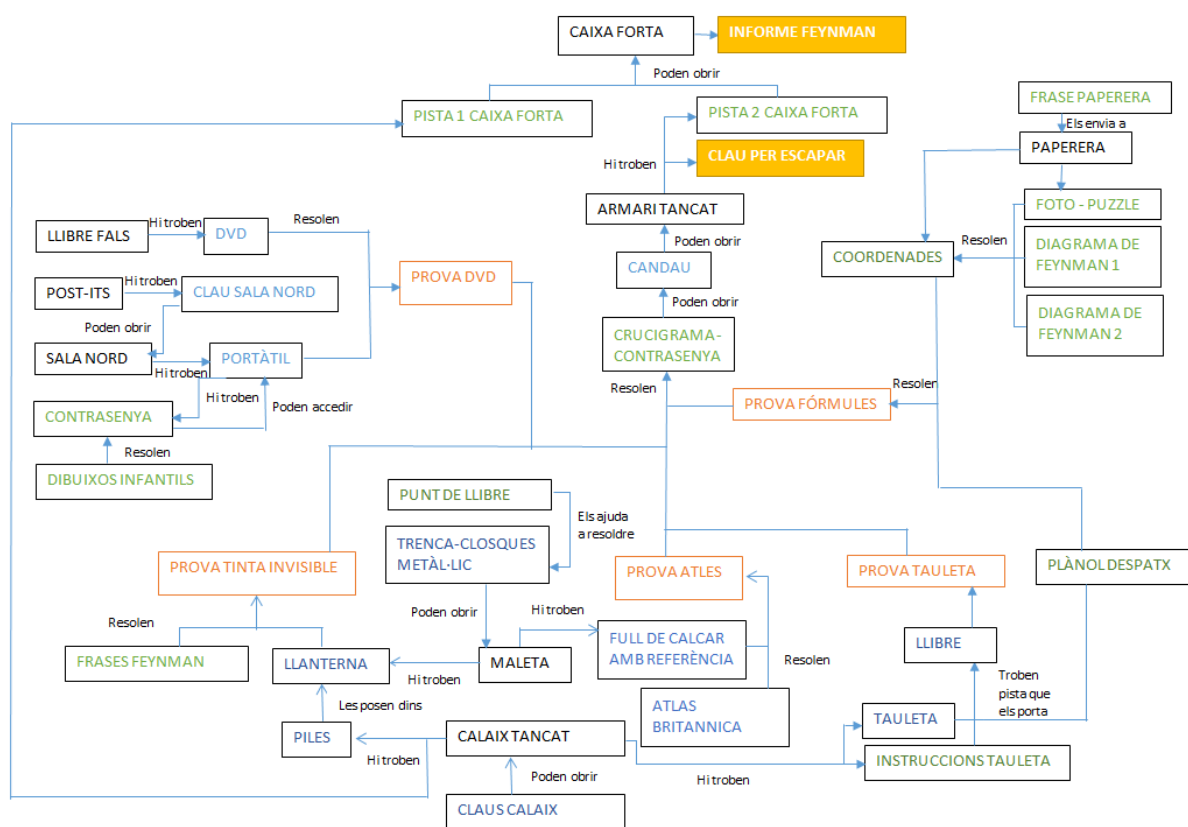 CAIXA FORTA
INFORME FEYNMAN
Poden obrir
PISTA 1 CAIXA FORTA
PISTA 2 CAIXA FORTA
FRASE PAPERERA
Els envia a
PAPERERA
Hi troben
CLAU PER ESCAPAR
ARMARI TANCAT
FOTO - PUZZLE
LLIBRE FALS
Hi troben
DVD
Resolen
Poden obrir
COORDENADES
Resolen
DIAGRAMA DE
FEYNMAN 1
CANDAU
POST-ITS
Hi troben
CLAU SALA NORD
PROVA DVD
Poden obrir
DIAGRAMA DE
FEYNMAN 2
Poden obrir
CRUCIGRAMA-
CONTRASENYA
SALA NORD
Hi troben
PORTÀTIL
Hi troben
Resolen
Resolen
PROVA FÓRMULES
CONTRASENYA
Poden accedir
Resolen
DIBUIXOS INFANTILS
PUNT DE LLIBRE
Els ajuda
a resoldre
TRENCA-CLOSQUES
METÀL·LIC
PROVA TINTA INVISIBLE
PROVA ATLES
PROVA TAULETA
PLÀNOL DESPATX
Poden obrir
Hi troben
Resolen
FRASES FEYNMAN
LLANTERNA
MALETA
FULL DE CALCAR
AMB REFERÈNCIA
LLIBRE
Hi troben
Resolen
Troben
pista que
els porta
Les posen dins
ATLAS
BRITANNICA
TAULETA
PILES
CALAIX TANCAT
Hi troben
Hi troben
INSTRUCCIONS TAULETA
Poden obrir
CLAUS CALAIX